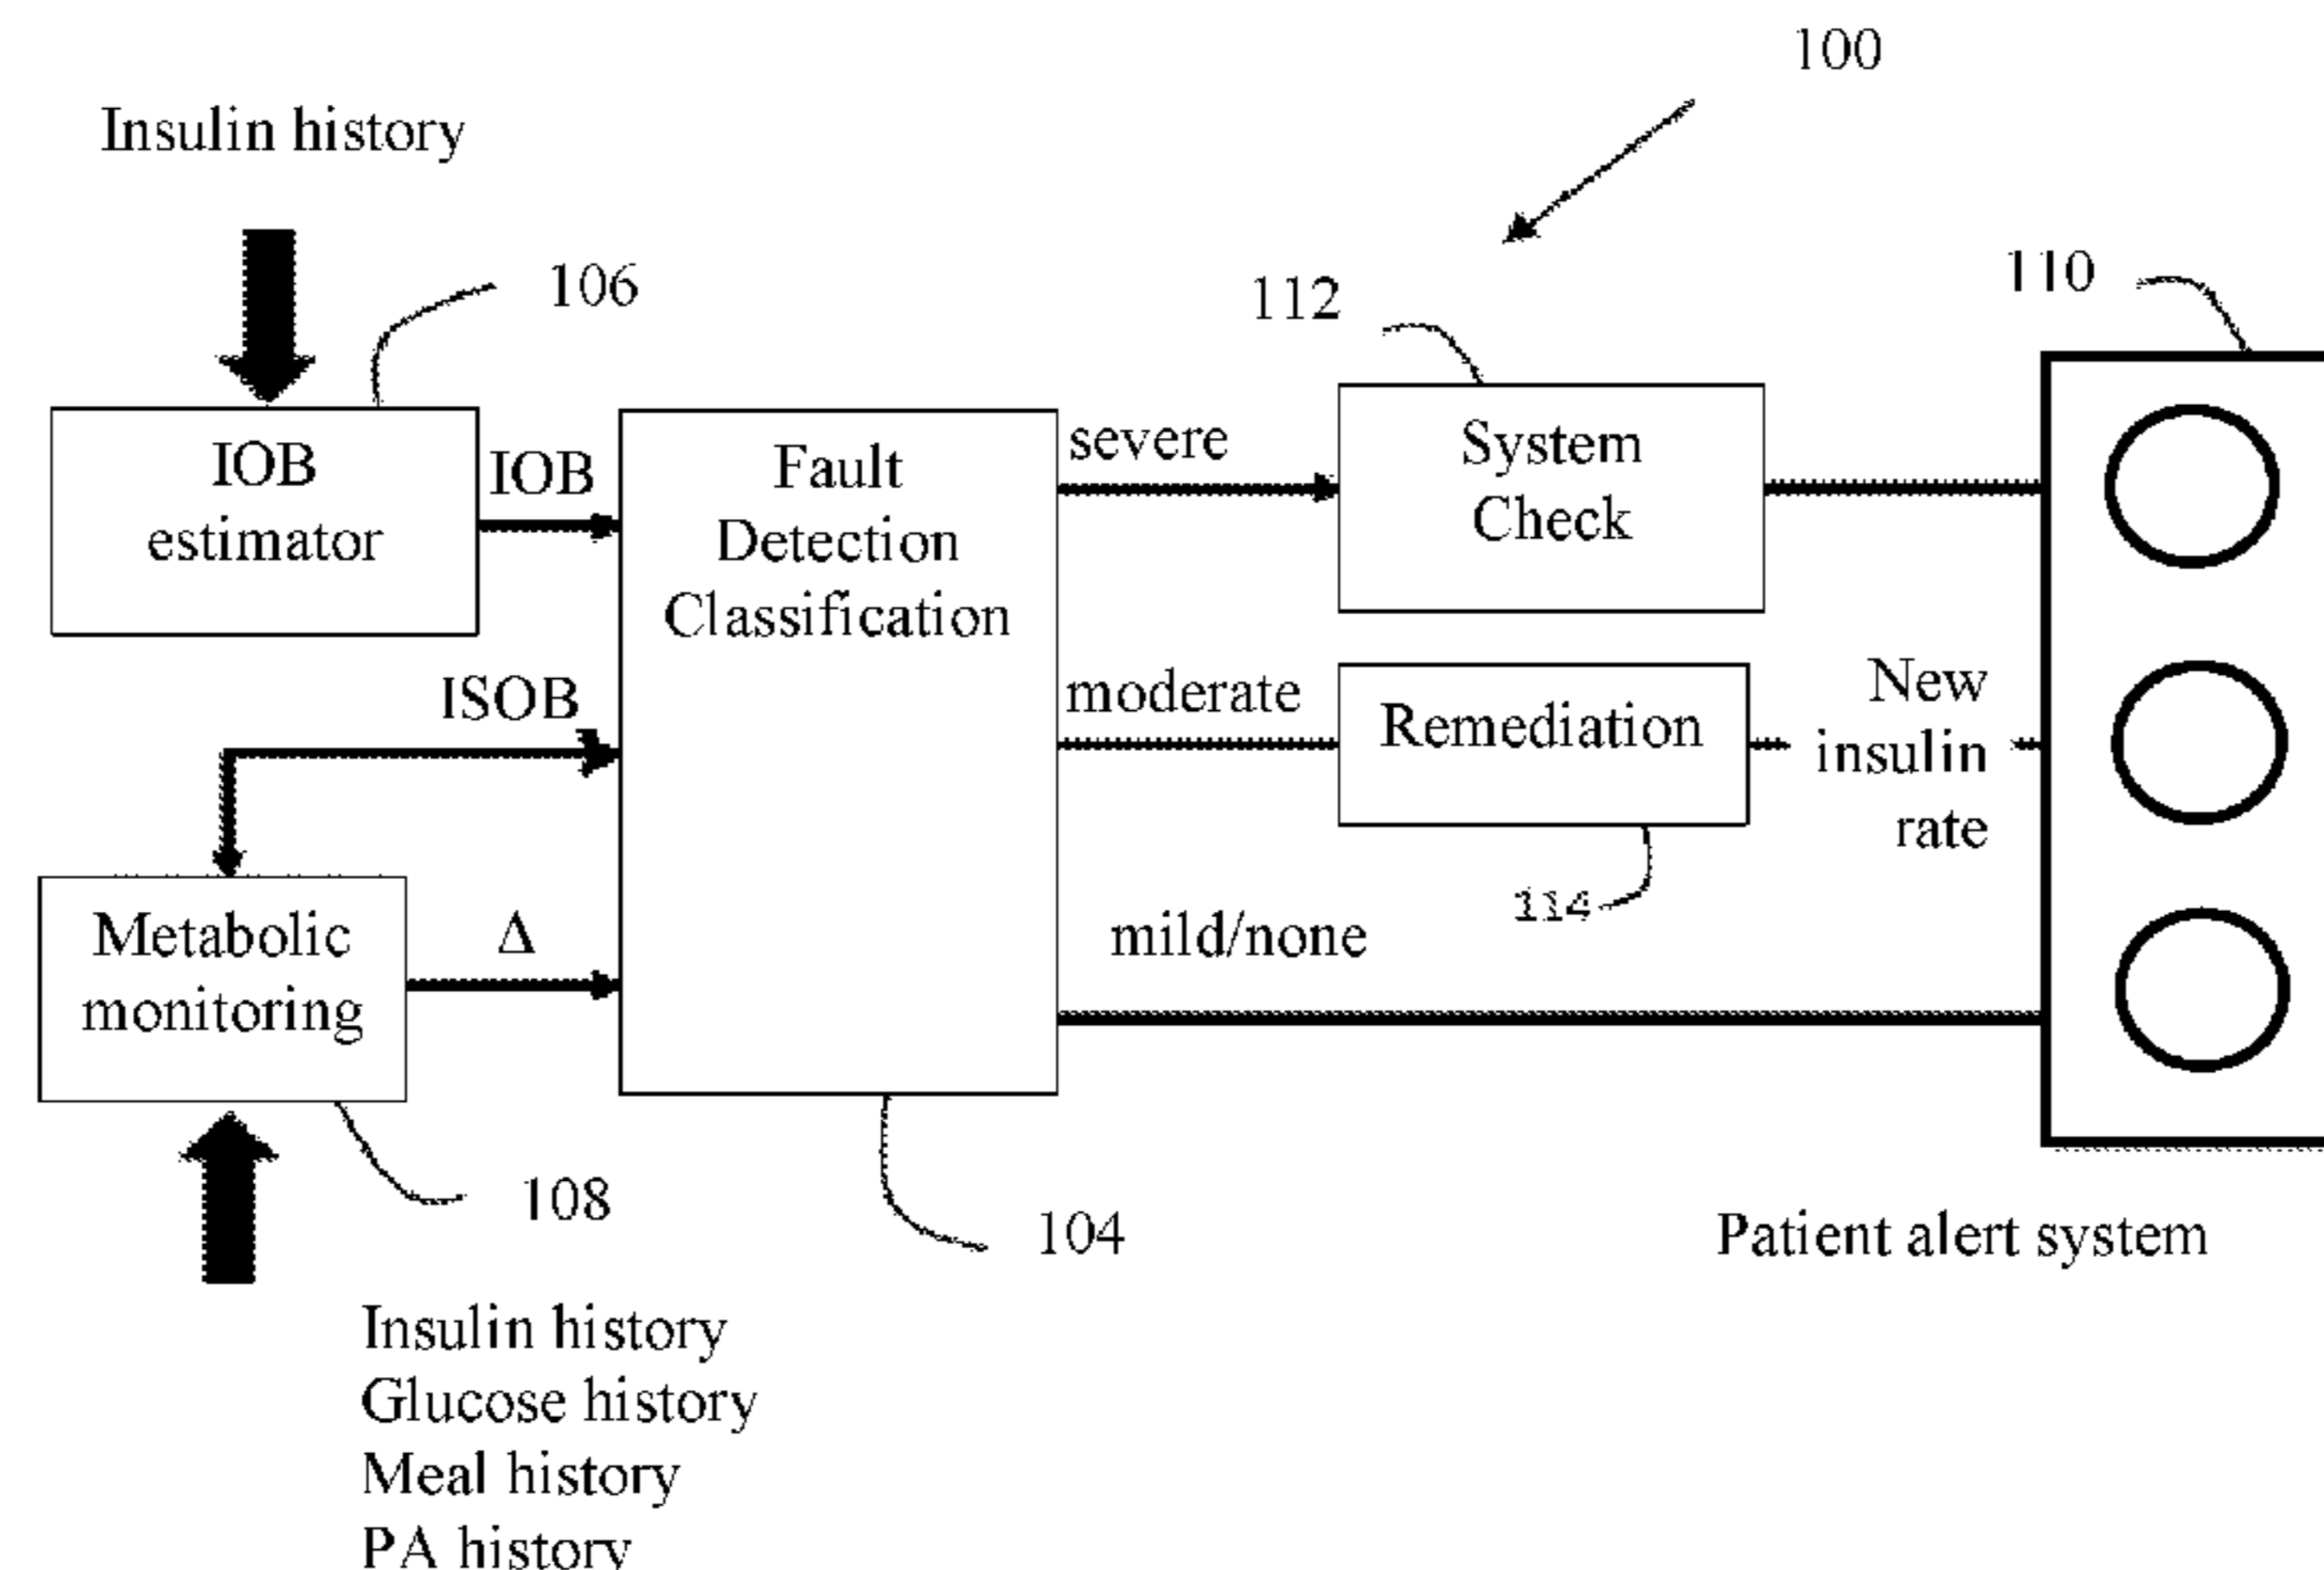 100
Insulin history
106
112
110
IOB
estimator
IOB
Fault
Detection
Classification
severe
System
Check
ISOB
moderate
Remediation
New
insulin
rate
114
Metabolic
monitoring
Δ
mild/none
108
104
Patient alert system
Insulin history
Glucose history
Meal history
PA history